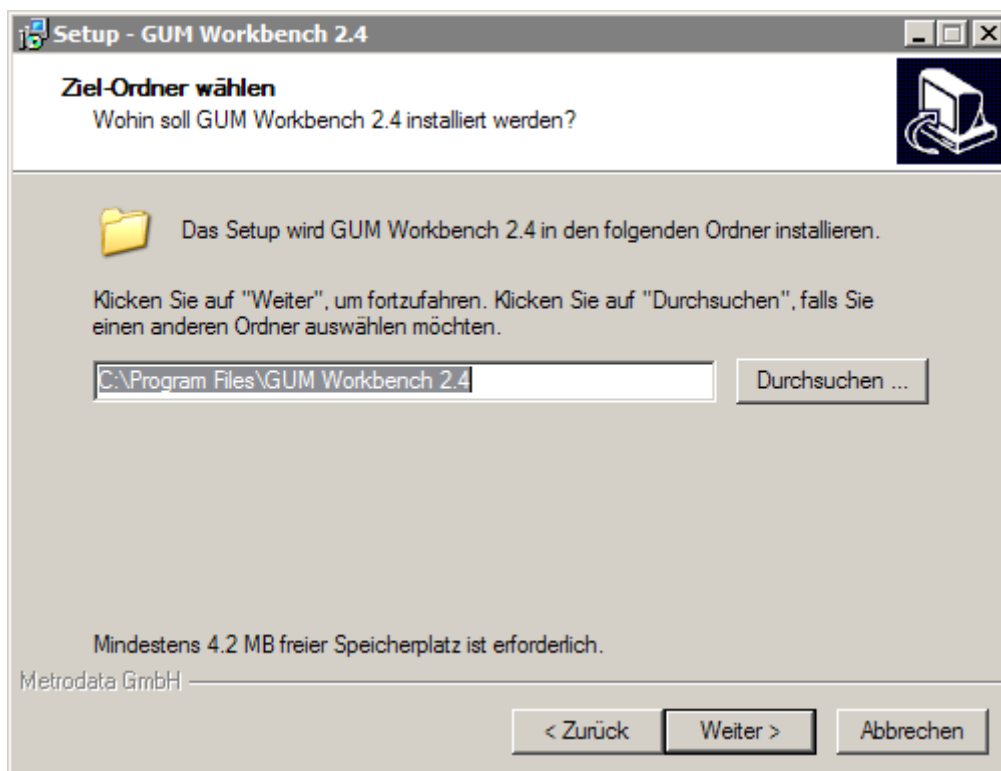 Setup - GUM Workbench 2.4
Ziel-Ordner wählen
Wohin soll GUM Workbench 2.4 installiert werden?
Das Setup wird GUM Workbench 2.4 in den folgenden Ordner installieren.
Klicken Sie auf "Weiter", um fortzufahren. Klicken Sie auf "Durchsuchen", falls Sie
einen anderen Ordner auswählen möchten.
C:\Program Files\GUM Workbench 2.4
Durchsuchen ...
Mindestens 4.2 MB freier Speicherplatz ist erforderlich.
Metrodata GmbH
< Zurück
Weiter >
Abbrechen